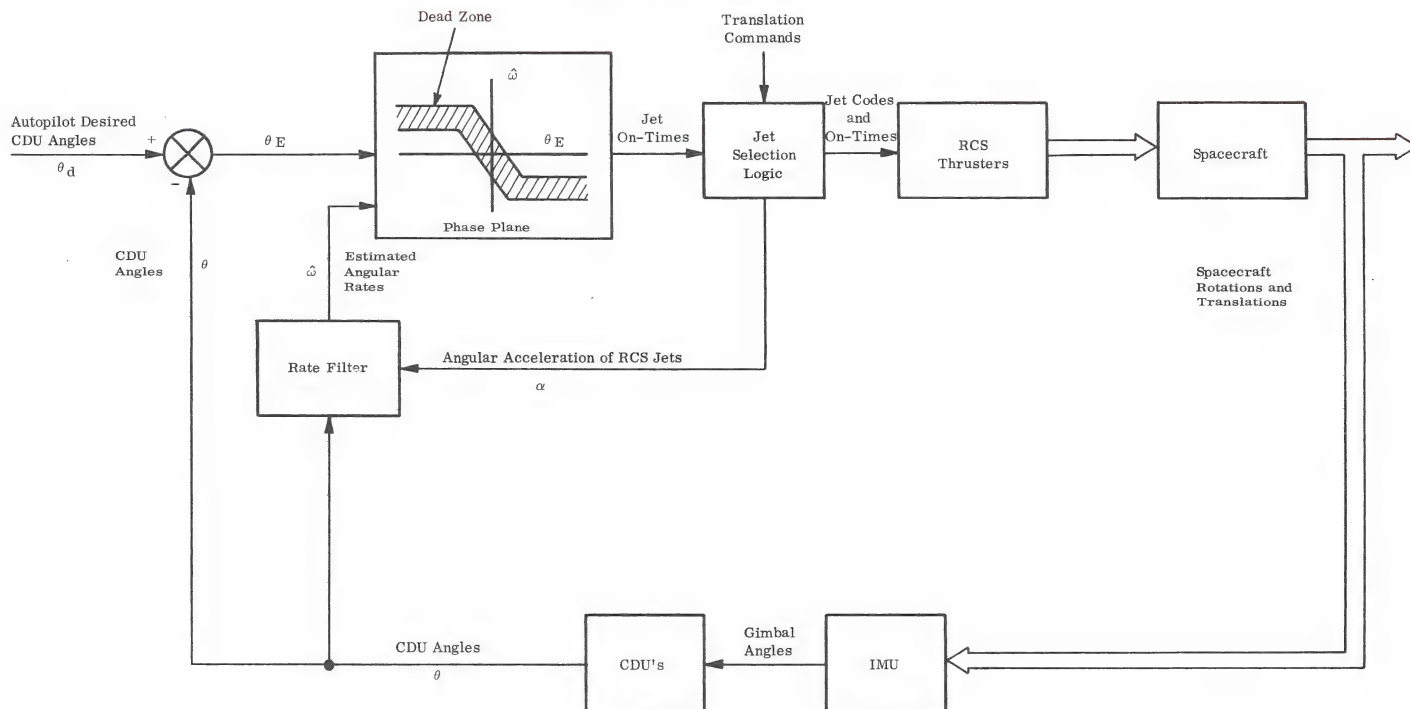 Dead Zone
Translation
Commands
ω̂
Autopilot Desired
CDU Angles
+
θd
-
θE
θE
Phase Plane
Jet
On-Times
Jet
Selection
Logic
Jet Codes
and
On-Times
RCS
Thrusters
Spacecraft
CDU
Angles
θ
ω̂
Estimated
Angular
Rates
Spacecraft
Rotations and
Translations
Rate Filter
Angular Acceleration of RCS Jets
α
CDU Angles
θ
CDU's
Gimbal
Angles
IMU